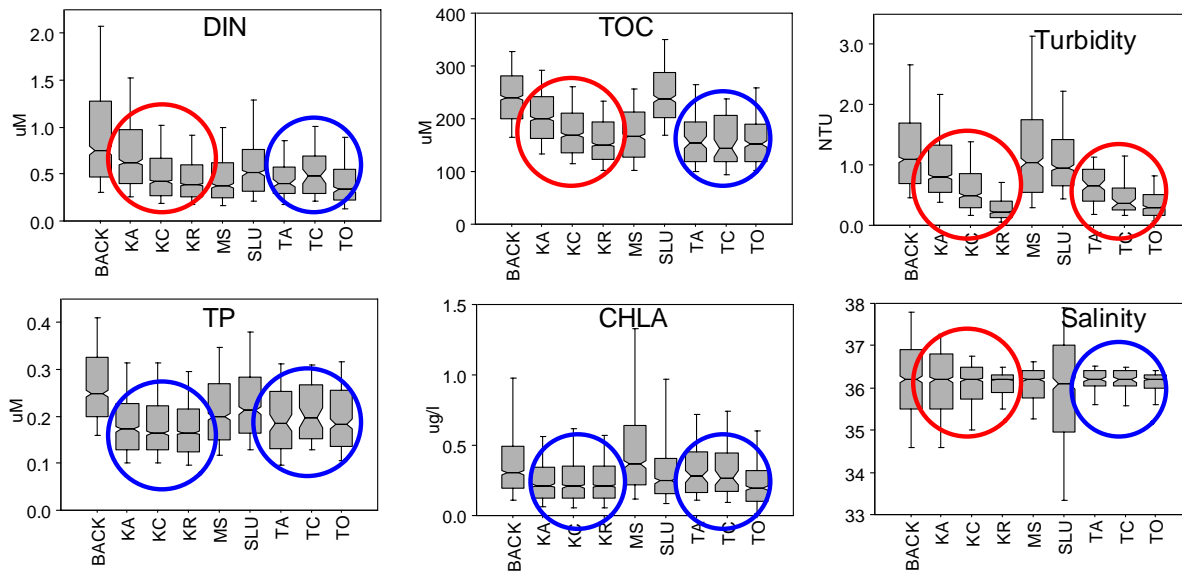 DIN
uM
2.0
1.5
1.0
0.5
0.0
BACK
KA
KC
KR
MS
SLU
TA
TC
TO
TOC
uM
400
300
200
100
0
BACK
KA
KC
KR
MS
SLU
TA
TC
TO
Turbidity
NTU
3.0
2.0
1.0
0.0
BACK
KA
KC
KR
MS
SLU
TA
TC
TO
TP
uM
0.4
0.3
0.2
0.1
0.0
BACK
KA
KC
KR
MS
SLU
TA
TC
TO
CHLA
ug/l
1.5
1.0
0.5
0.0
BACK
KA
KC
KR
MS
SLU
TA
TC
TO
Salinity
38
37
36
35
34
33
BACK
KA
KC
KR
MS
SLU
TA
TC
TO